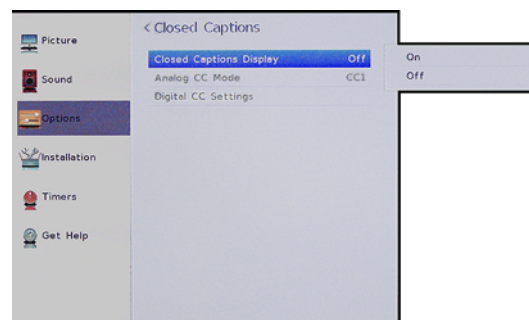 Picture
Sound
Options
Installation
Timers
Get Help
< Closed Captions
Closed Captions Display Off
Analog CC Mode CC1
Digital CC Settings
On
Off